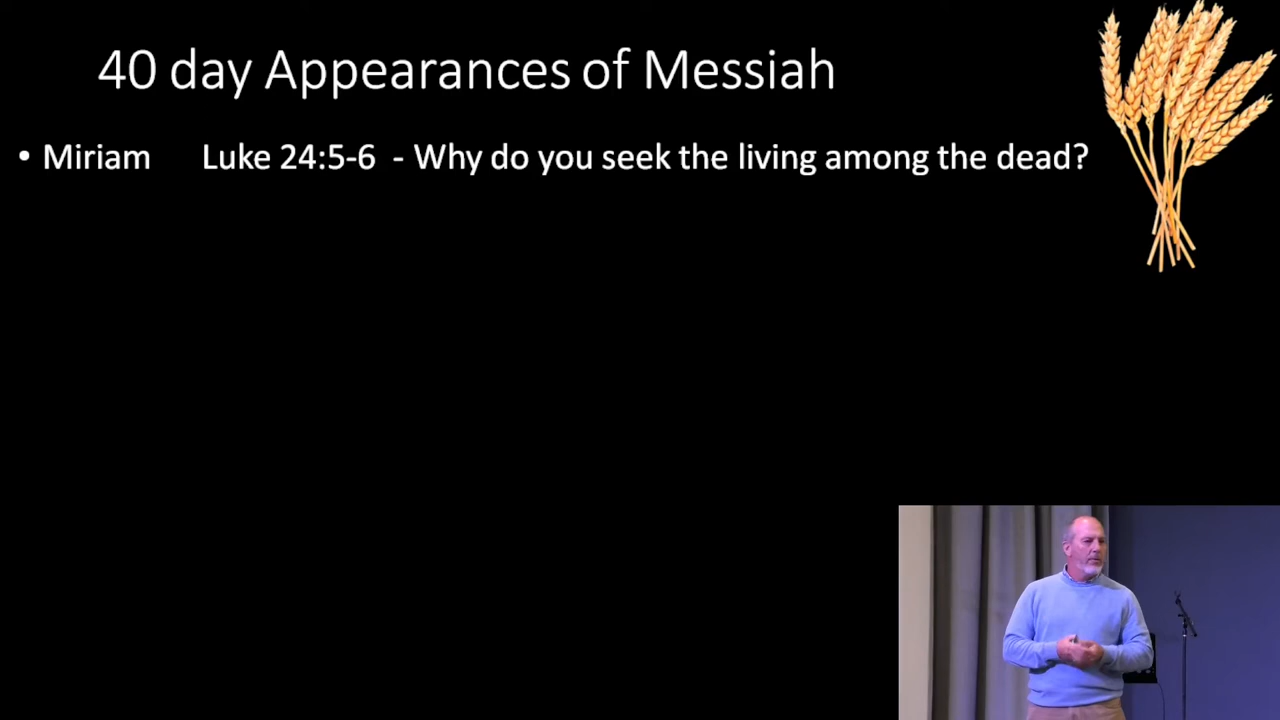 40 day Appearances of Messiah
• Miriam Luke 24:5-6 - Why do you seek the living among the dead?